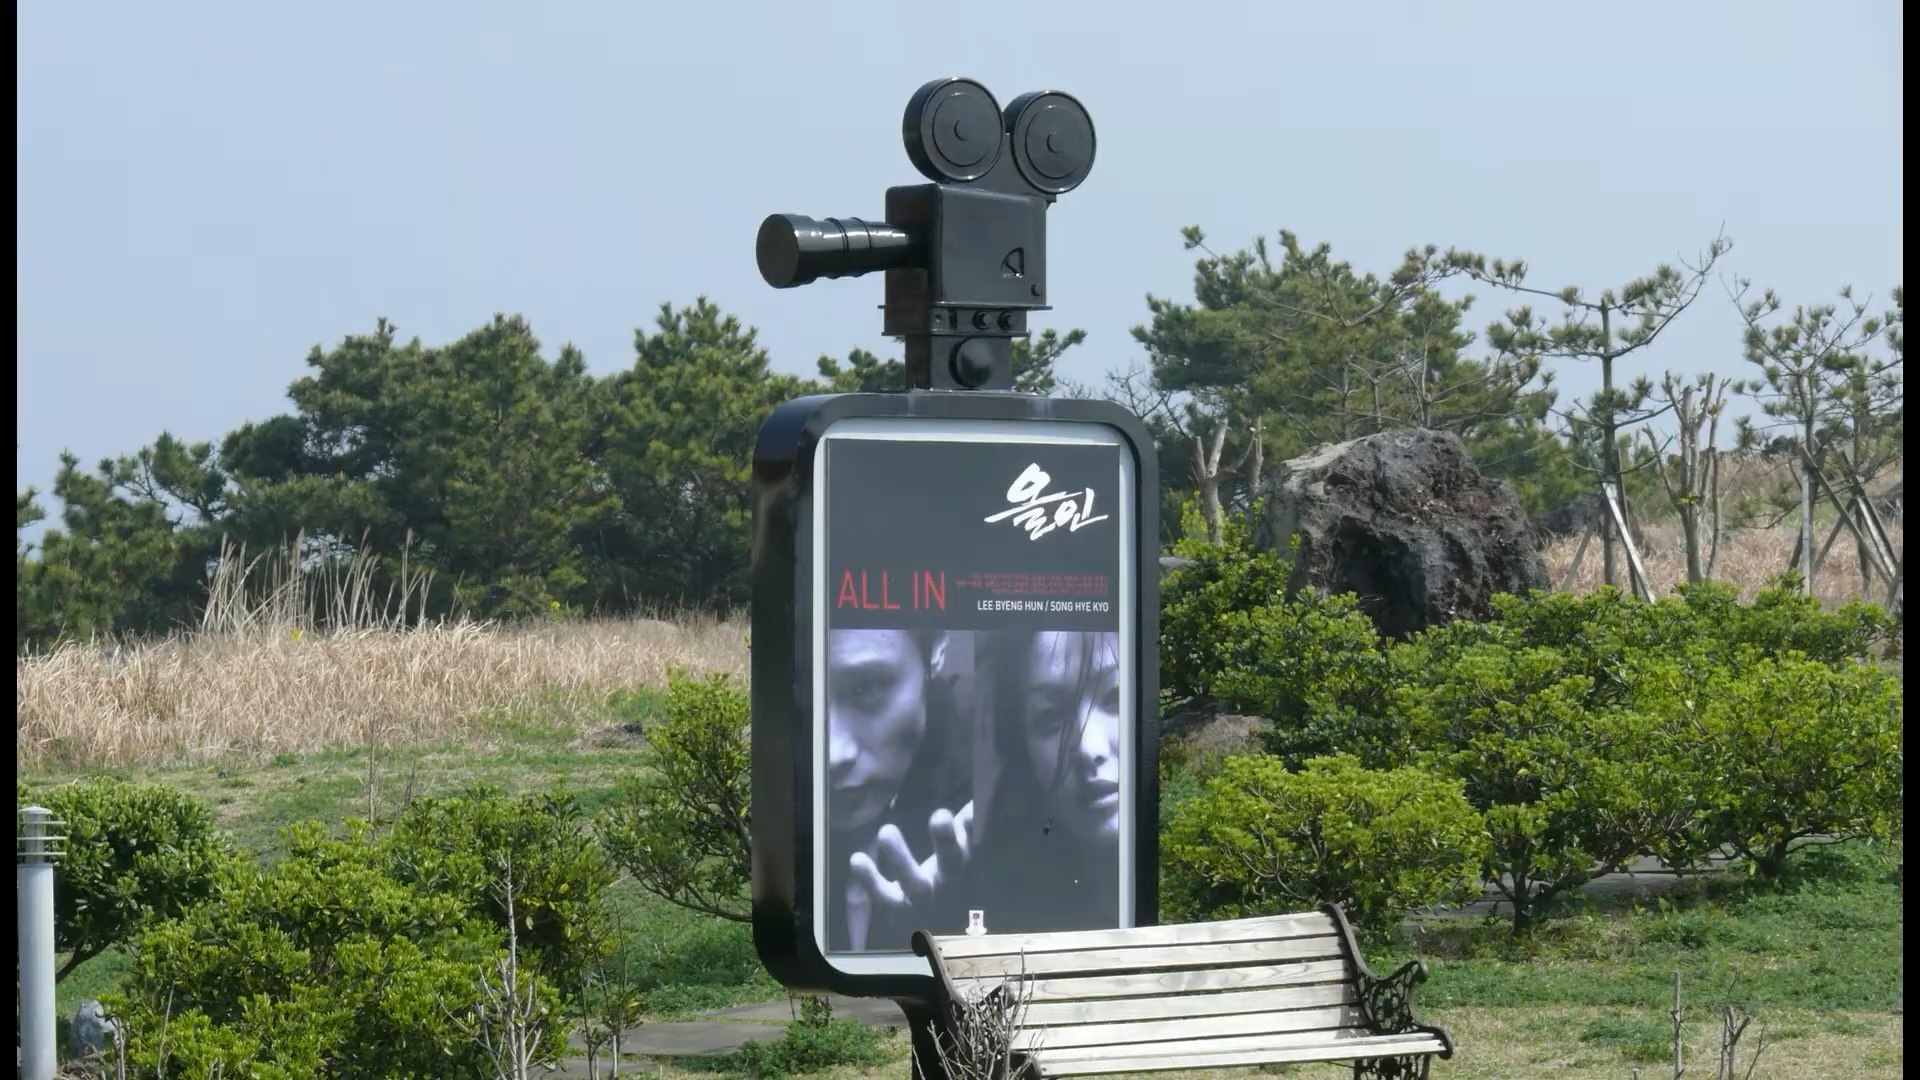 올인
ALL IN
LEE BYENG HUN / SONG HYE KYO